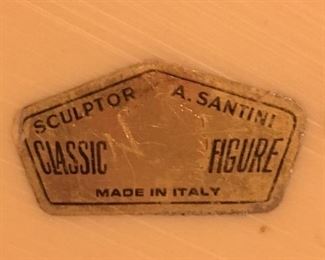 SCULPTOR A. SANTINI
CLASSIC FIGURE
MADE IN ITALY